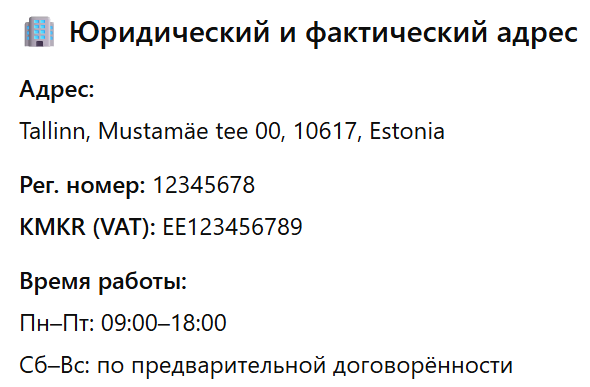 Юридический и фактический адрес
Адрес:
Tallinn, Mustamäe tee 00, 10617, Estonia
Рег. номер: 12345678
KMKR (VAT): EE123456789
Время работы:
Пн–Пт: 09:00–18:00
Сб–Вс: по предварительной договорённости